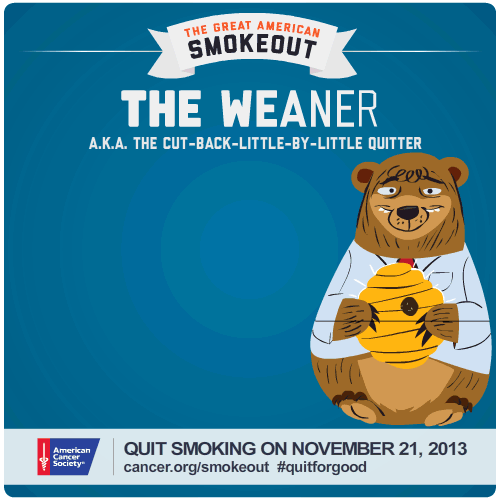 THE GREAT AMERICAN
SMOKEOUT
THE WEANER
A.K.A. THE CUT-BACK-LITTLE-BY-LITTLE QUITTER
American
Cancer
Society®
QUIT SMOKING ON NOVEMBER 21, 2013
cancer.org/smokeout #quitforgood